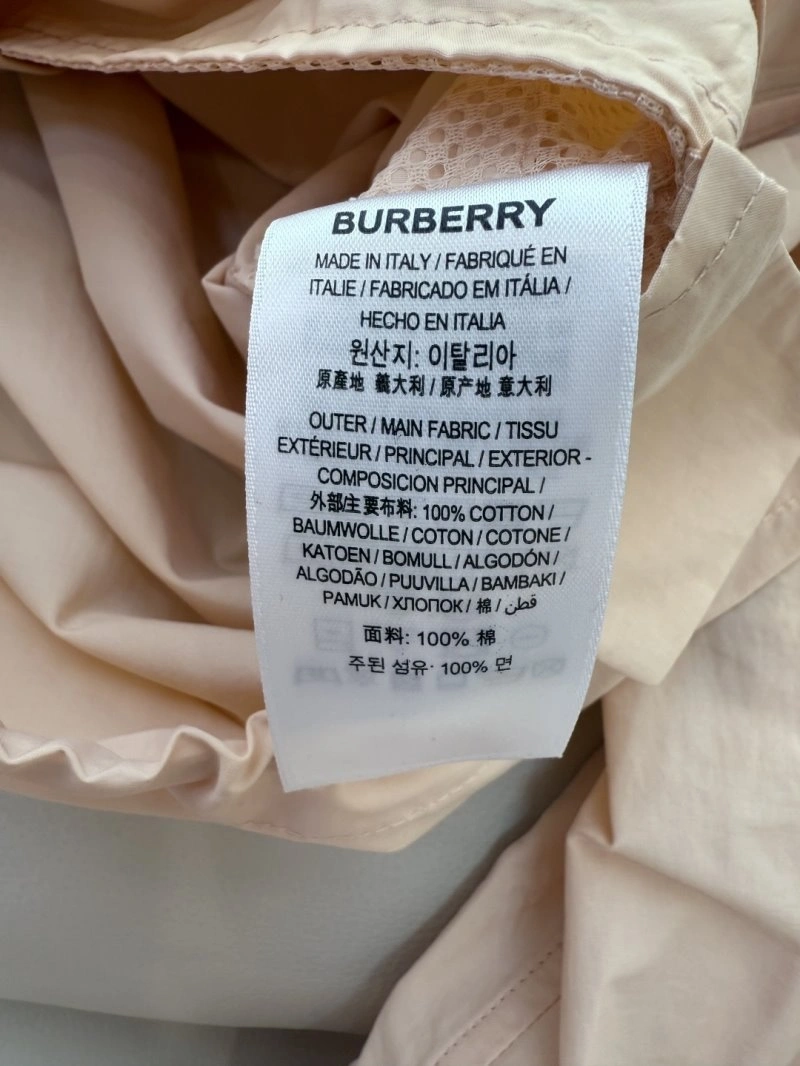 BURBERRY
MADE IN ITALY / FABRIQUÉ EN
ITALIE / FABRICADO EM ITÁLIA /
HECHO EN ITALIA
원산지: 이탈리아
原產地 義大利 / 原产地 意大利
OUTER / MAIN FABRIC / TISSU
EXTÉRIEUR / PRINCIPAL / EXTERIOR -
COMPOSICION PRINCIPAL /
外部/主要布料: 100% COTTON /
BAUMWOLLE / COTON / COTONE /
KATOEN / BOMULL / ALGODÓN /
ALGODÃO / PUUVILLA / BAMBAKI /
PAMUK / ХЛОПОК / 棉 / قطن
面料: 100% 棉
주된 섬유: 100% 면